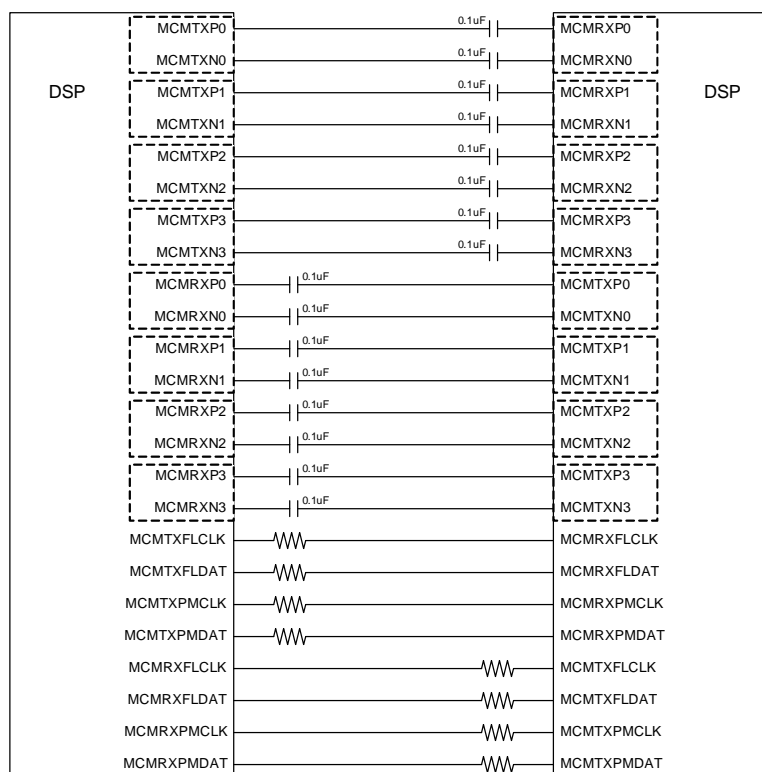 MCMTXP0 0.1uF MCMRXP0
MCMTXN0 0.1uF MCMRXN0
DSP MCMTXP1 0.1uF MCMRXP1 DSP
MCMTXN1 0.1uF MCMRXN1
MCMTXP2 0.1uF MCMRXP2
MCMTXN2 0.1uF MCMRXN2
MCMTXP3 0.1uF MCMRXP3
MCMTXN3 0.1uF MCMRXN3
MCMRXP0 0.1uF MCMTXP0
MCMRXN0 0.1uF MCMTXN0
MCMRXP1 0.1uF MCMTXP1
MCMRXN1 0.1uF MCMTXN1
MCMRXP2 0.1uF MCMTXP2
MCMRXN2 0.1uF MCMTXN2
MCMRXP3 0.1uF MCMTXP3
MCMRXN3 0.1uF MCMTXN3
MCMTXFLCLK MCMRXFLCLK
MCMTXFLDAT MCMRXFLDAT
MCMTXPMCLK MCMRXPMCLK
MCMTXPMDAT MCMRXPMDAT
MCMRXFLCLK MCMTXFLCLK
MCMRXFLDAT MCMTXFLDAT
MCMRXPMCLK MCMTXPMCLK
MCMRXPMDAT MCMTXPMDAT